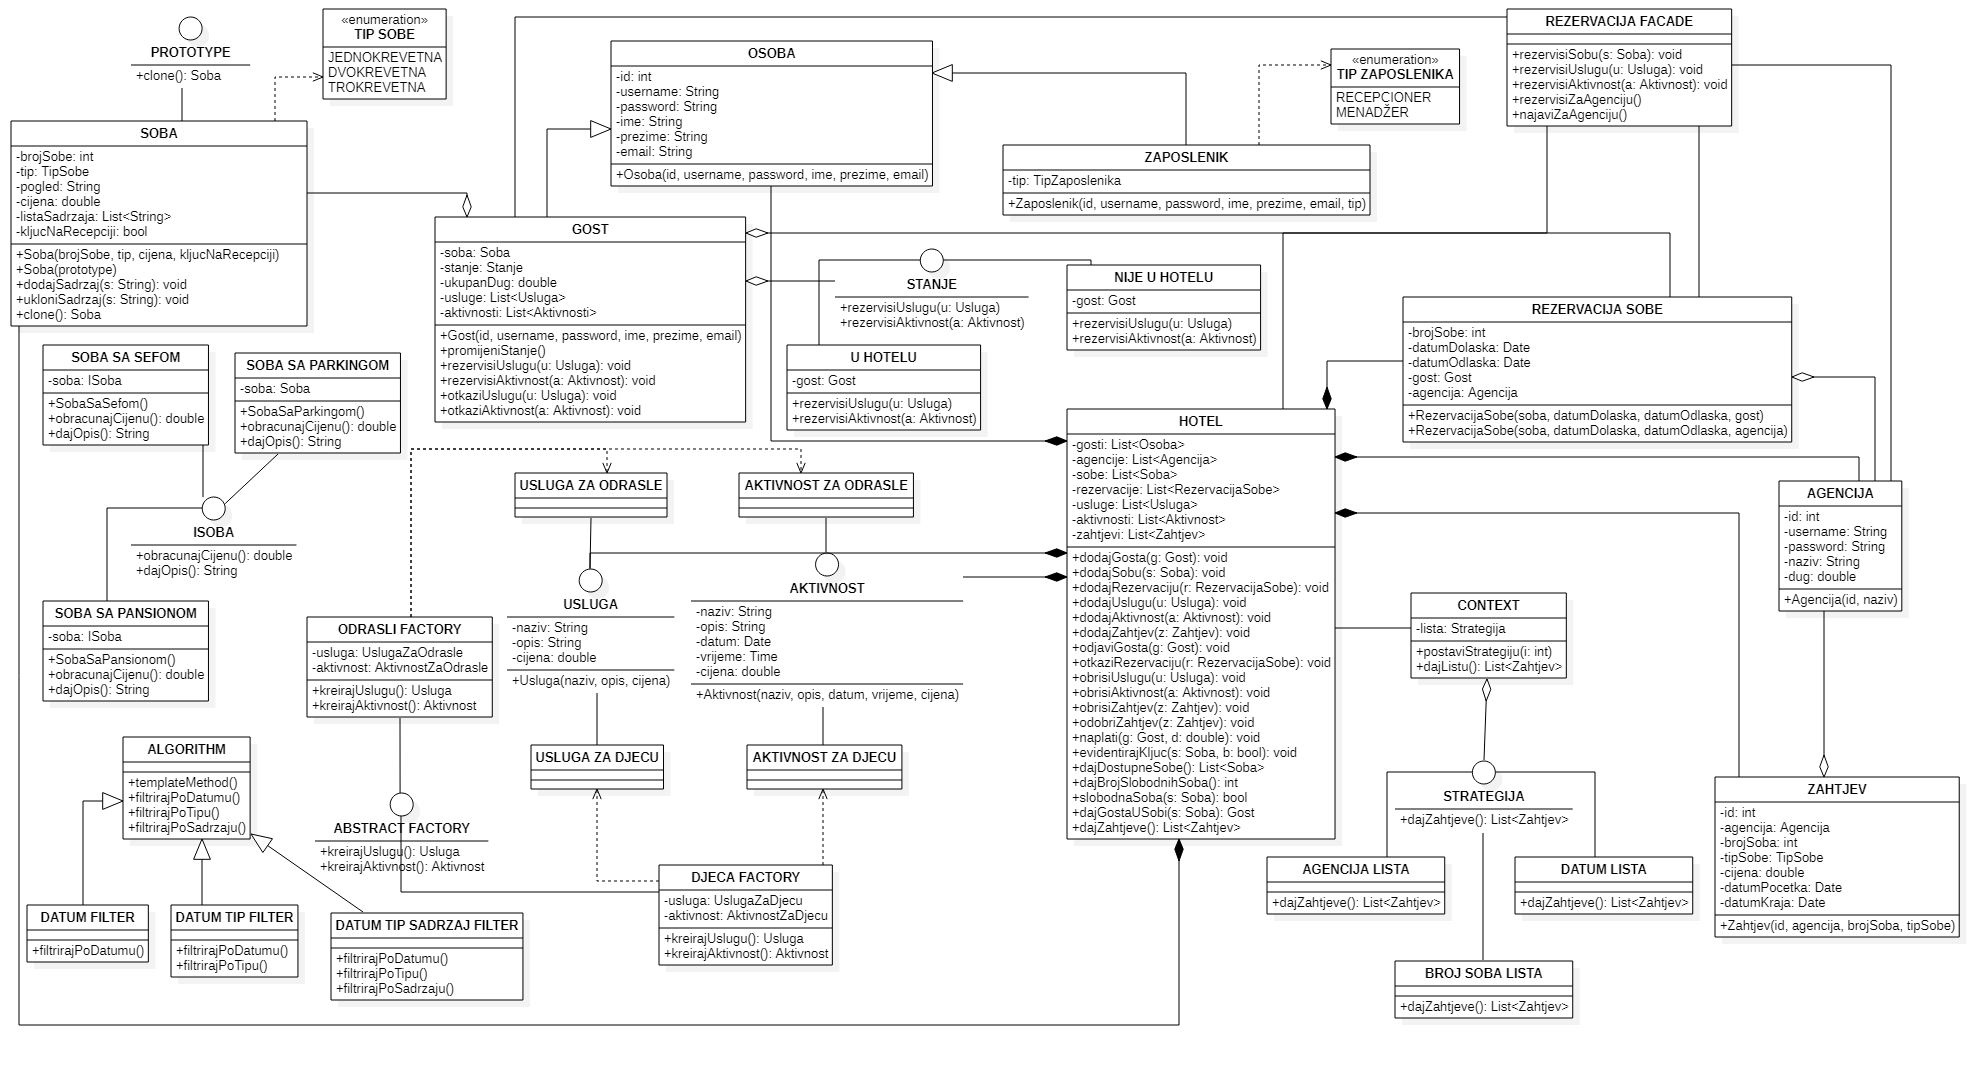 PROTOTYPE
+clone(): Soba
«enumeration»
TIP SOBE
JEDNOKREVETNA
DVOKREVETNA
TROKREVETNA
SOBA
-brojSobe: int
-tip: TipSobe
-pogled: String
-cijena: double
-listaSadrzaja: List<String>
-kljucNaRecepciji: bool
+Soba(brojSobe, tip, cijena, kljucNaRecepciji)
+Soba(prototype)
+dodajSadrzaj(s: String): void
+ukloniSadrzaj(s: String): void
+clone(): Soba
OSOBA
-id: int
-username: String
-password: String
-ime: String
-prezime: String
-email: String
+Osoba(id, username, password, ime, prezime, email)
«enumeration»
TIP ZAPOSLENIKA
RECEPCIONER
MENADŽER
ZAPOSLENIK
-tip: TipZaposlenika
+Zaposlenik(id, username, password, ime, prezime, email, tip)
REZERVACIJA FACADE
+rezervisiSobu(s: Soba): void
+rezervisiUslugu(u: Usluga): void
+rezervisiAktivnost(a: Aktivnost): void
+rezervisiZaAgenciju()
+najaviZaAgenciju()
GOST
-soba: Soba
-stanje: Stanje
-ukupanDug: double
-usluge: List<Usluga>
-aktivnosti: List<Aktivnosti>
+Gost(id, username, password, ime, prezime, email)
+promijeniStanje()
+rezervisiUslugu(u: Usluga): void
+rezervisiAktivnost(a: Aktivnost): void
+otkaziUslugu(u: Usluga): void
+otkaziAktivnost(a: Aktivnost): void
STANJE
+rezervisiUslugu(u: Usluga)
+rezervisiAktivnost(a: Aktivnost)
NIJE U HOTELU
-gost: Gost
+rezervisiUslugu(u: Usluga)
+rezervisiAktivnost(a: Aktivnost)
U HOTELU
-gost: Gost
+rezervisiUslugu(u: Usluga)
+rezervisiAktivnost(a: Aktivnost)
REZERVACIJA SOBE
-brojSobe: int
-datumDolaska: Date
-datumOdlaska: Date
-gost: Gost
-agencija: Agencija
+RezervacijaSobe(soba, datumDolaska, datumOdlaska, gost)
+RezervacijaSobe(soba, datumDolaska, datumOdlaska, agencija)
SOBA SA SEFOM
-soba: ISoba
+SobaSaSefom()
+obracunajCijenu(): double
+dajOpis(): String
SOBA SA PARKINGOM
-soba: Soba
+SobaSaParkingom()
+obracunajCijenu(): double
+dajOpis(): String
ISOBA
+obracunajCijenu(): double
+dajOpis(): String
SOBA SA PANSIONOM
-soba: ISoba
+SobaSaPansionom()
+obracunajCijenu(): double
+dajOpis(): String
USLUGA ZA ODRASLE
AKTIVNOST ZA ODRASLE
HOTEL
-gosti: List<Osoba>
-agencije: List<Agencija>
-sobe: List<Soba>
-rezervacije: List<RezervacijaSobe>
-usluge: List<Usluga>
-aktivnosti: List<Aktivnost>
-zahtjevi: List<Zahtjev>
+dodajGosta(g: Gost): void
+dodajSobu(s: Soba): void
+dodajRezervaciju(r: RezervacijaSobe): void
+dodajUslugu(u: Usluga): void
+dodajAktivnost(a: Aktivnost): void
+dodajZahtjev(z: Zahtjev): void
+odjaviGosta(g: Gost): void
+otkaziRezervaciju(r: RezervacijaSobe): void
+obrisiUslugu(u: Usluga): void
+obrisiAktivnost(a: Aktivnost): void
+obrisiZahtjev(z: Zahtjev): void
+odobriZahtjev(z: Zahtjev): void
+naplati(g: Gost, d: double): void
+evidentirajKljuc(s: Soba, b: bool): void
+dajDostupneSobe(): List<Soba>
+dajBrojSlobodnihSoba(): int
+slobodnaSoba(s: Soba): bool
+dajGostaUSobi(s: Soba): Gost
+dajZahtjeve(): List<Zahtjev>
AGENCIJA
-id: int
-username: String
-password: String
-naziv: String
-dug: double
+Agencija(id, naziv)
USLUGA
-naziv: String
-opis: String
-cijena: double
+Usluga(naziv, opis, cijena)
AKTIVNOST
-naziv: String
-opis: String
-datum: Date
-vrijeme: Time
-cijena: double
+Aktivnost(naziv, opis, datum, vrijeme, cijena)
CONTEXT
-lista: Strategija
+postaviStrategiju(i: int)
+dajListu(): List<Zahtjev>
ODRASLI FACTORY
-usluga: UslugaZaOdrasle
-aktivnost: AktivnostZaOdrasle
+kreirajUslugu(): Usluga
+kreirajAktivnost(): Aktivnost
ALGORITHM
+templateMethod()
+filtrirajPoDatumu()
+filtrirajPoTipu()
+filtrirajPoSadrzaju()
USLUGA ZA DJECU
AKTIVNOST ZA DJECU
ABSTRACT FACTORY
+kreirajUslugu(): Usluga
+kreirajAktivnost(): Aktivnost
STRATEGIJA
+dajZahtjeve(): List<Zahtjev>
ZAHTJEV
-id: int
-agencija: Agencija
-brojSoba: int
-tipSobe: TipSobe
-cijena: double
-datumPocetka: Date
-datumKraja: Date
+Zahtjev(id, agencija, brojSoba, tipSobe)
AGENCIJA LISTA
+dajZahtjeve(): List<Zahtjev>
DATUM LISTA
+dajZahtjeve(): List<Zahtjev>
DJECA FACTORY
-usluga: UslugaZaDjecu
-aktivnost: AktivnostZaDjecu
+kreirajUslugu(): Usluga
+kreirajAktivnost(): Aktivnost
DATUM FILTER
+filtrirajPoDatumu()
DATUM TIP FILTER
+filtrirajPoDatumu()
+filtrirajPoTipu()
DATUM TIP SADRZAJ FILTER
+filtrirajPoDatumu()
+filtrirajPoTipu()
+filtrirajPoSadrzaju()
BROJ SOBA LISTA
+dajZahtjeve(): List<Zahtjev>